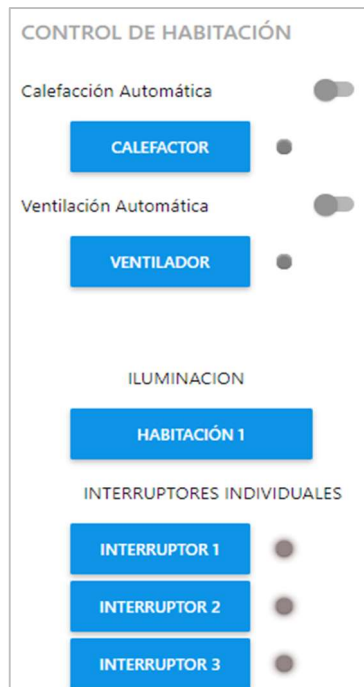 CONTROL DE HABITACIÓN
Calefacción Automática
CALEFACTOR
Ventilación Automática
VENTILADOR
ILUMINACION
HABITACIÓN 1
INTERRUPTORES INDIVIDUALES
INTERRUPTOR 1
INTERRUPTOR 2
INTERRUPTOR 3